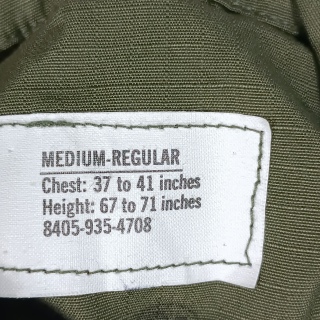 MEDIUM-REGULAR
Chest: 37 to 41 inches
Height: 67 to 71 inches
8405-935-4708